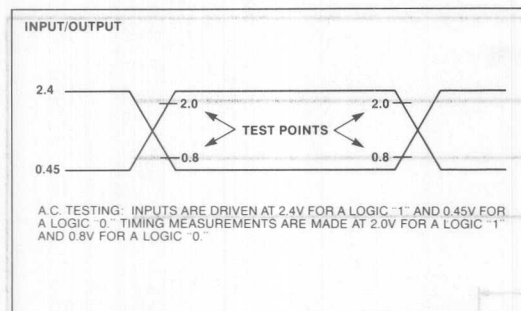 INPUT/OUTPUT
2.4
2.0
2.0
TEST POINTS
0.8
0.8
0.45
A.C. TESTING: INPUTS ARE DRIVEN AT 2.4V FOR A LOGIC "1" AND 0.45V FOR
A LOGIC "0." TIMING MEASUREMENTS ARE MADE AT 2.0V FOR A LOGIC "1"
AND 0.8V FOR A LOGIC "0."